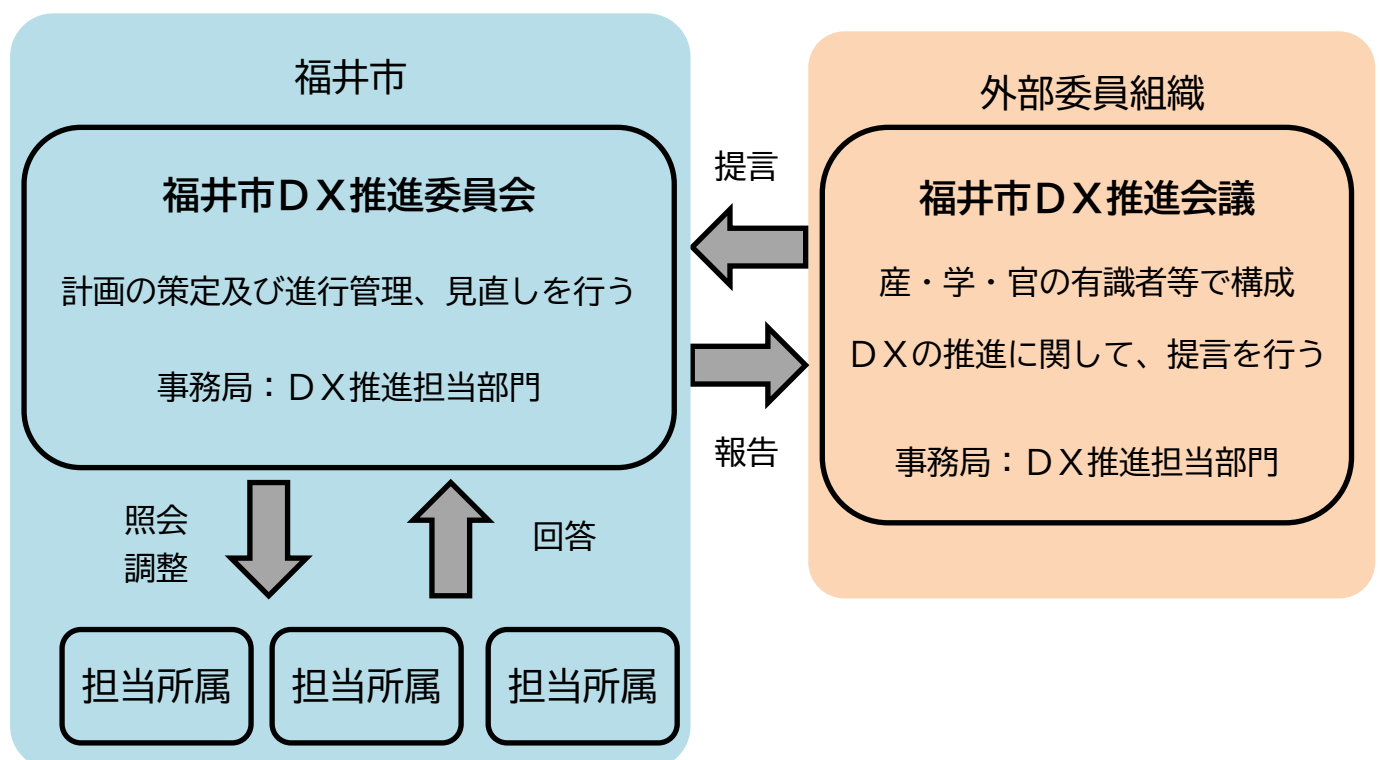 福井市
福井市ＤＸ推進委員会
計画の策定及び進行管理、見直しを行う
事務局：ＤＸ推進担当部門
照会
調整
回答
担当所属
担当所属
担当所属
提言
報告
外部委員組織
福井市ＤＸ推進会議
産・学・官の有識者等で構成
ＤＸの推進に関して、提言を行う
事務局：ＤＸ推進担当部門